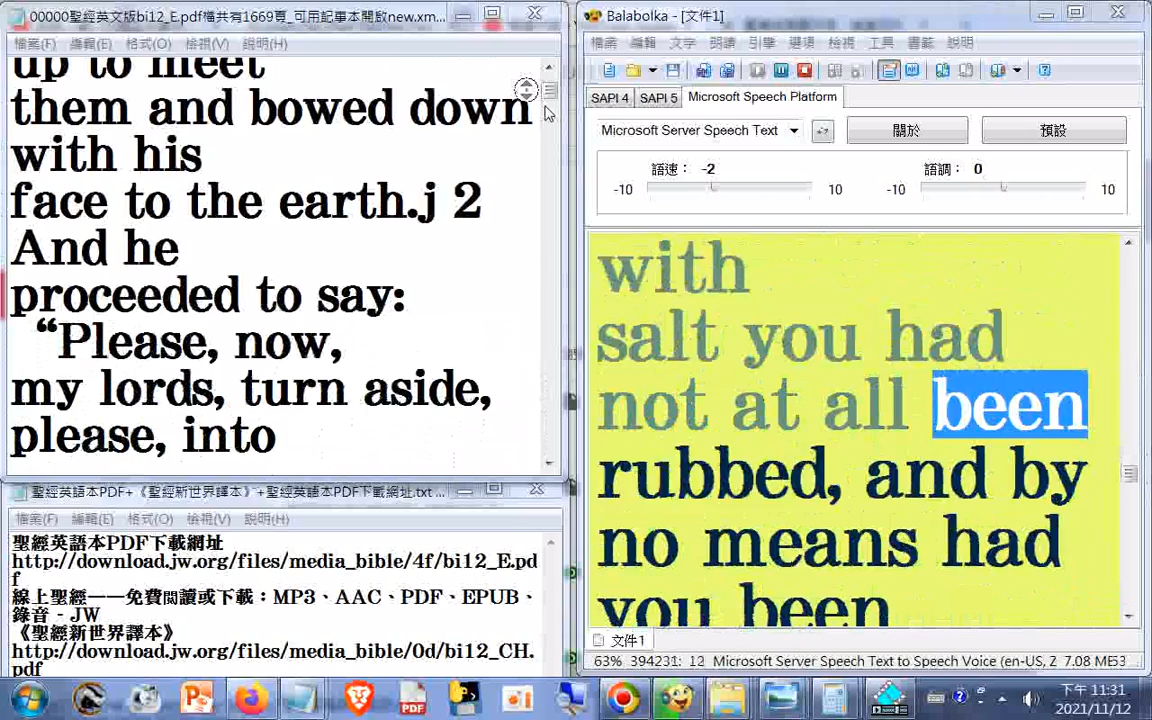 00000聖經英文版bi12_E.pdf檔共有1669頁_可用記事本開啟new.xm...
檔案(F) 編輯(E) 格式(O) 檢視(V) 說明(H)
up to meet
them and bowed down
with his
face to the earth.j 2
And he
proceeded to say:
“Please, now,
my lords, turn aside,
please, into
聖經英語本PDF+《聖經新世界譯本》+聖經英語本PDF下載網址.txt ...
檔案(F) 編輯(E) 格式(O) 檢視(V) 說明(H)
聖經英語本PDF下載網址
http://download.jw.org/files/media_bible/4f/bi12_E.pd
f
線上聖經——免費閱讀或下載：MP3、AAC、PDF、EPUB、
錄音 - JW
《聖經新世界譯本》
http://download.jw.org/files/media_bible/0d/bi12_CH.
pdf
Balabolka - [文件1]
檔案 編輯 文字 朗讀 引擎 選項 檢視 工具 書籤 說明
SAPI 4 SAPI 5 Microsoft Speech Platform
Microsoft Server Speech Text 關於 預設
語速： -2 語調： 0
-10 10 -10 10
with
salt you had
not at all been
rubbed, and by
no means had
you been
文件1
63% 394231: 12 Microsoft Server Speech Text to Speech Voice (en-US, 2 7.08 ME53
PDF
下午 11:31
2021/11/12